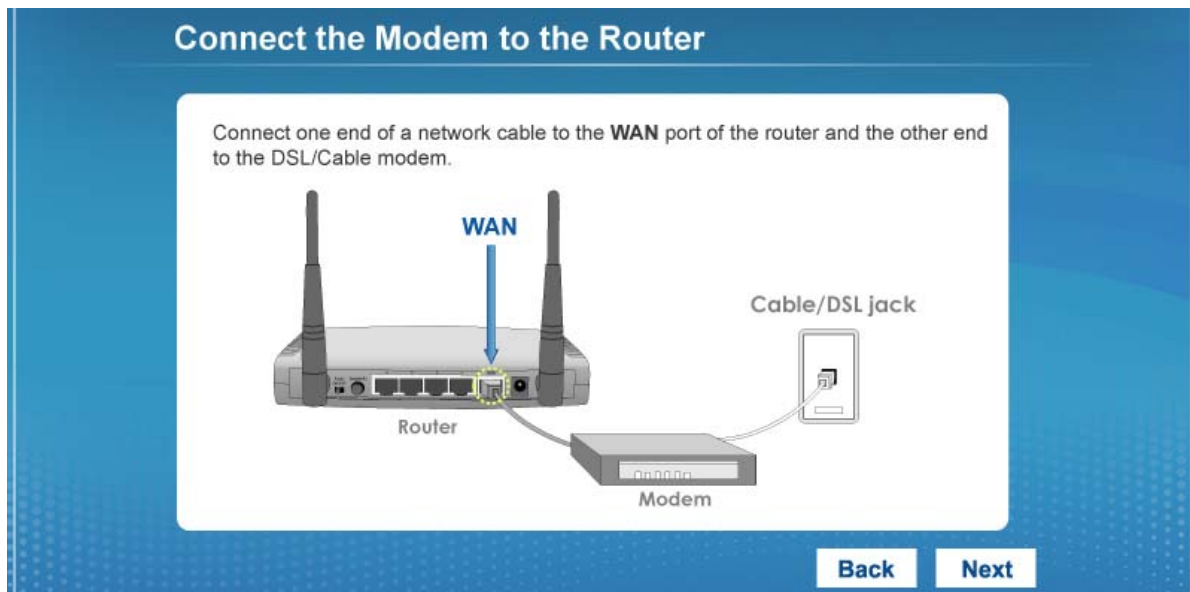 Connect the Modem to the Router
Connect one end of a network cable to the WAN port of the router and the other end
to the DSL/Cable modem.
WAN
Cable/DSL jack
Router
Modem
Back
Next